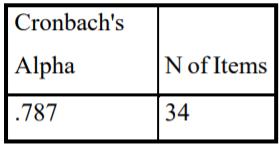 Cronbach's
Alpha
N of Items
.787
34